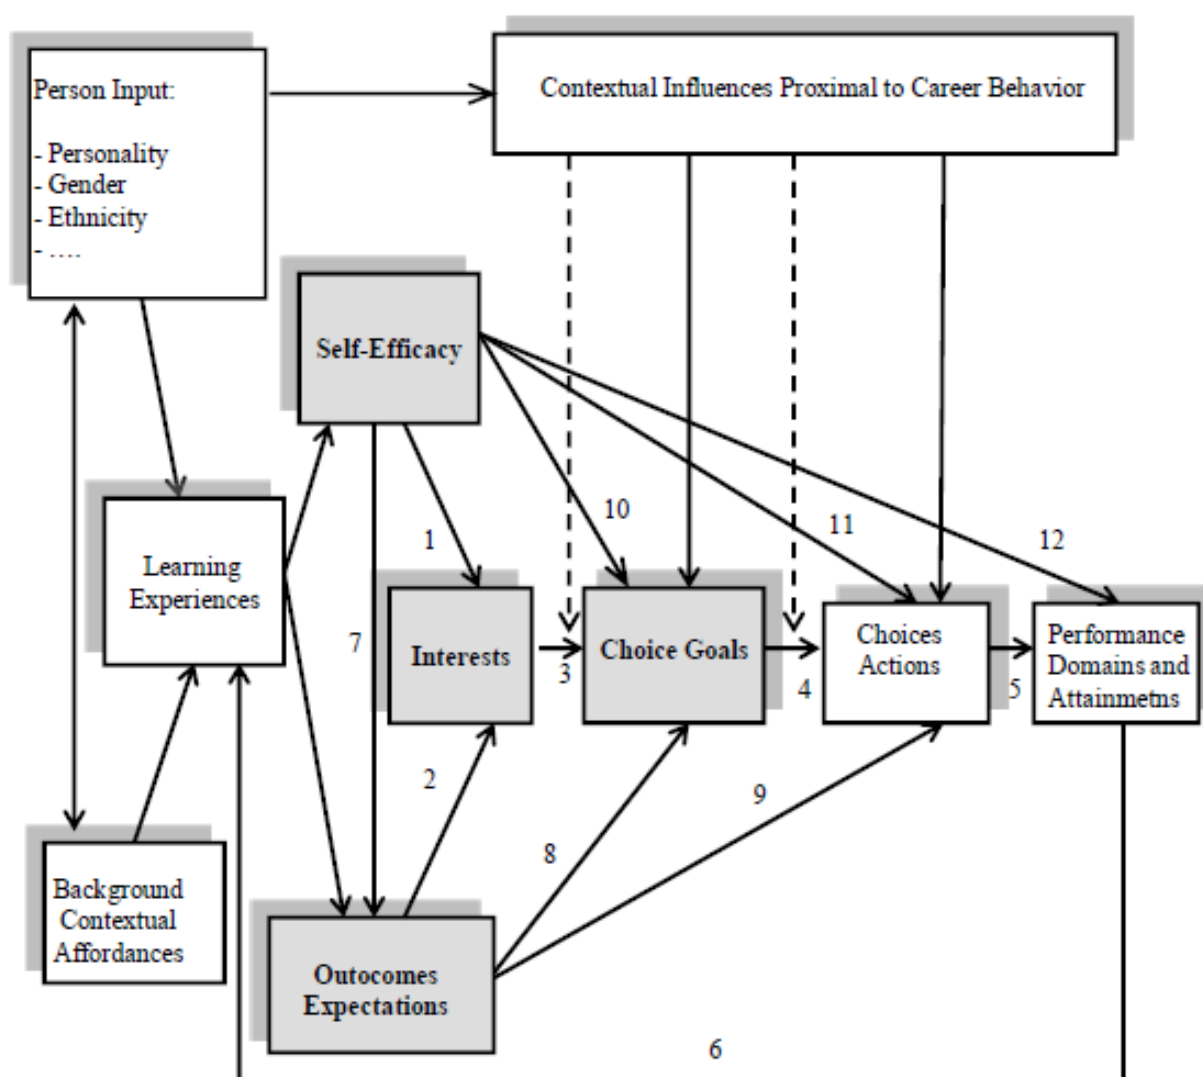 Person Input:
- Personality
- Gender
- Ethnicity
- ....
Contextual Influences Proximal to Career Behavior
Self-Efficacy
10
11
12
1
Learning
Experiences
7
Interests
3
Choice Goals
4
Choices
Actions
5
Performance
Domains and
Attainmetns
2
9
8
Background
Contextual
Affordances
Outocomes
Expectations
6